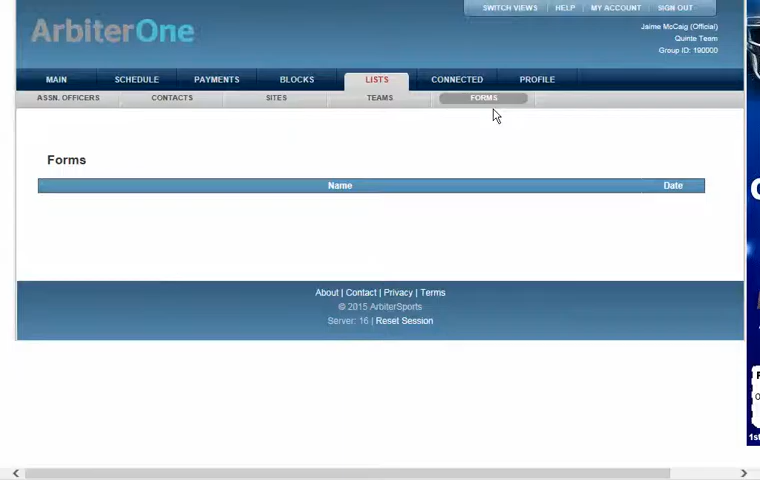 SWITCH VIEWS HELP MY ACCOUNT SIGN OUT
ArbiterOne
Jaime McCaig (Official)
Quinte Team
Group ID: 190000
MAIN SCHEDULE PAYMENTS BLOCKS LISTS CONNECTED PROFILE
ASSN. OFFICERS CONTACTS SITES TEAMS FORMS
Forms
Name Date
About | Contact | Privacy | Terms
© 2015 ArbiterSports
Server: 16 | Reset Session
1st